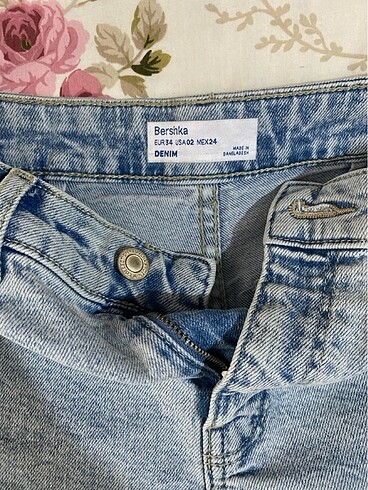 Bershka
EUR34 USA02 MEX24
DENIM
MADE IN
BANGLADESH